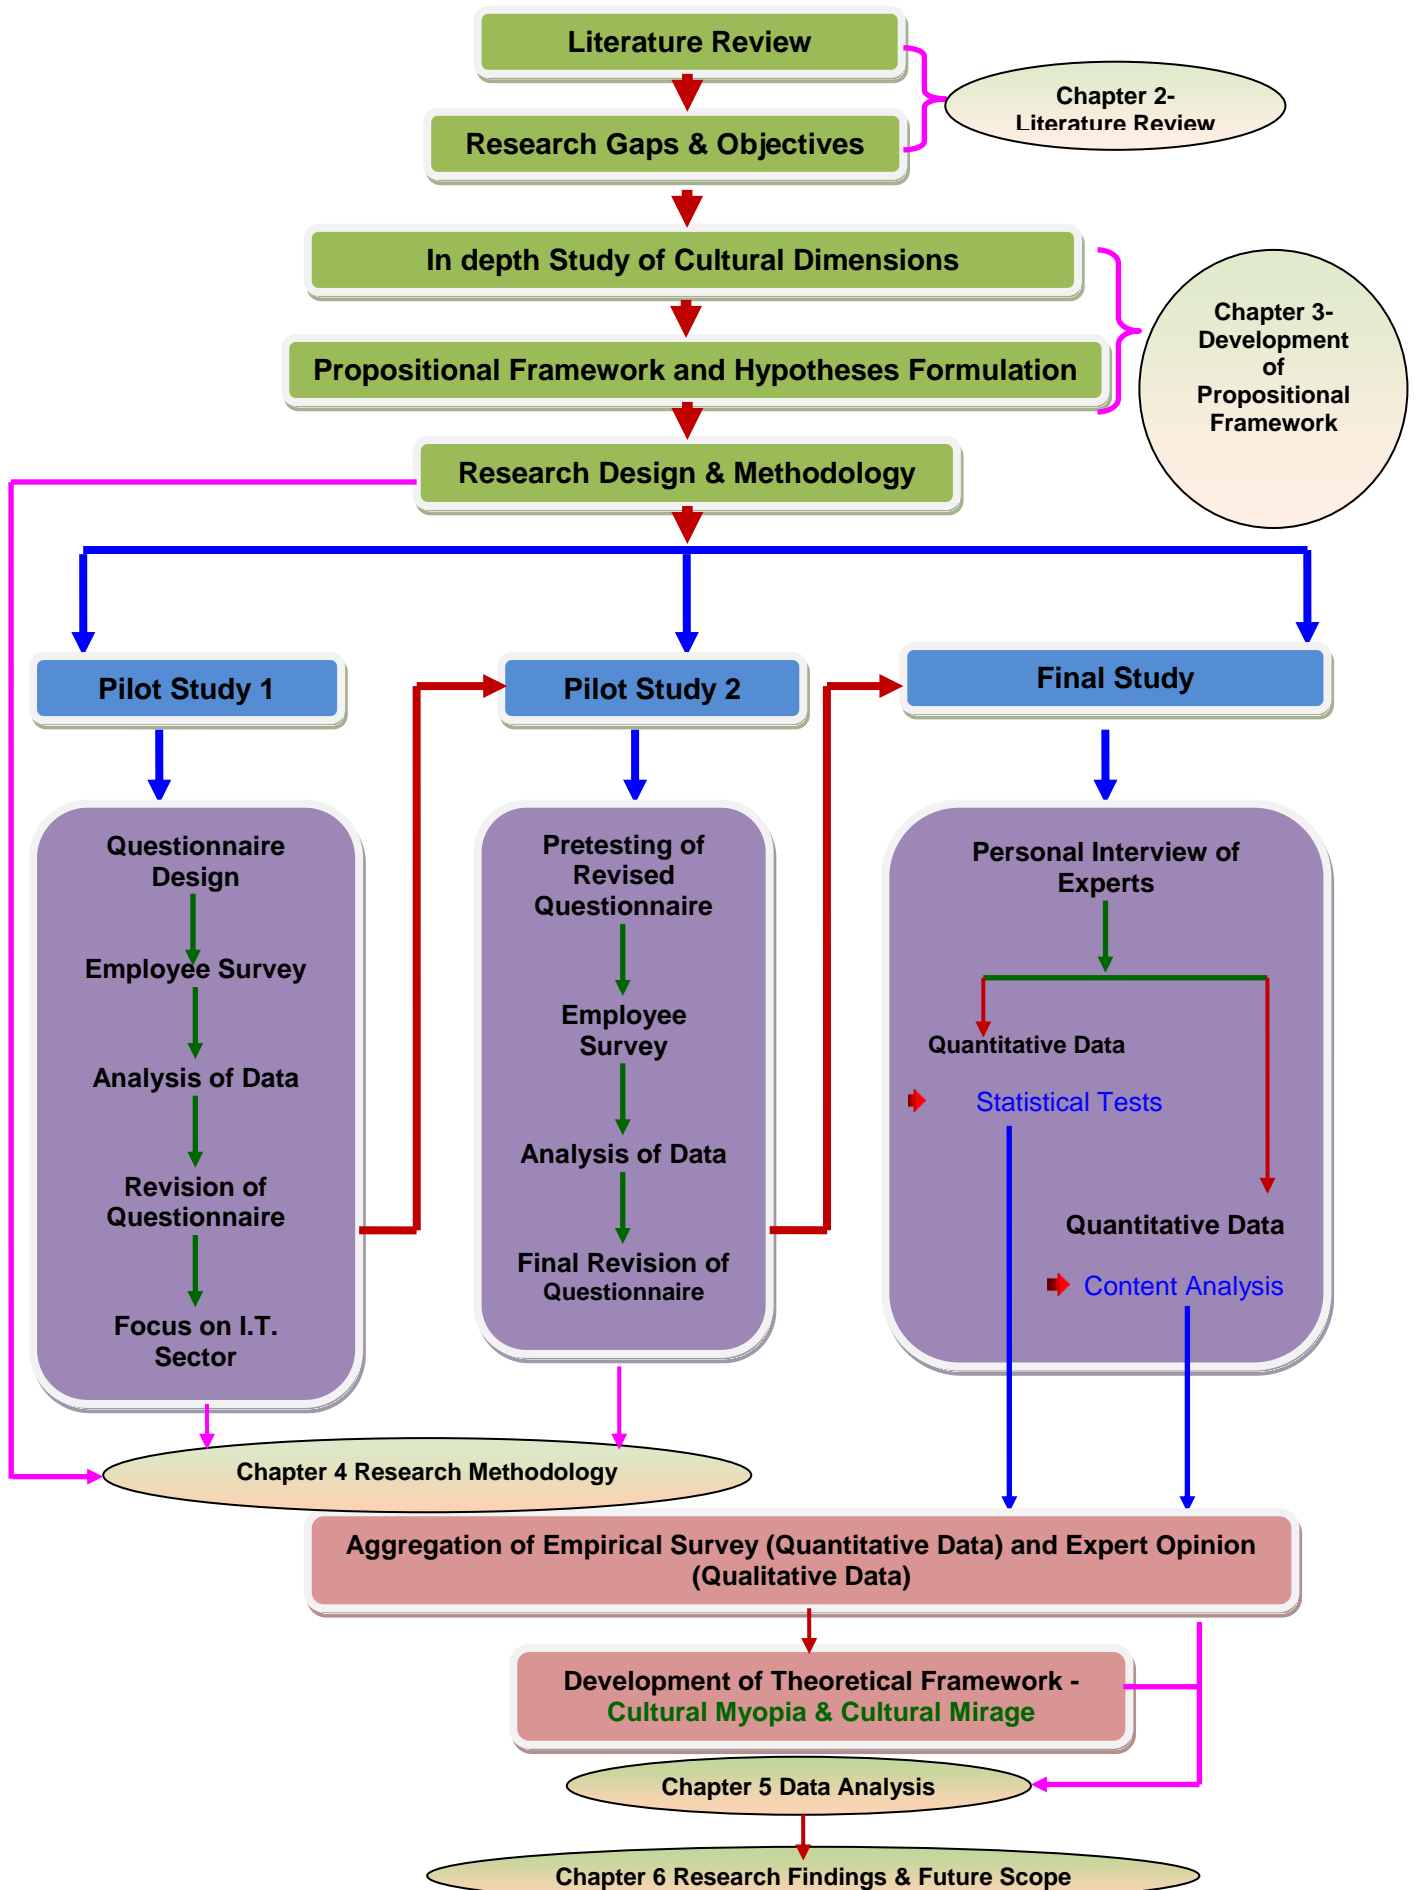 Literature Review
Chapter 2-
Literature Review
Research Gaps & Objectives
In depth Study of Cultural Dimensions
Chapter 3-
Development
of
Propositional
Framework
Propositional Framework and Hypotheses Formulation
Research Design & Methodology
Pilot Study 1
Pilot Study 2
Final Study
Questionnaire
Design
Employee Survey
Analysis of Data
Revision of
Questionnaire
Focus on I.T.
Sector
Pretesting of
Revised
Questionnaire
Employee
Survey
Analysis of Data
Final Revision of
Questionnaire
Personal Interview of
Experts
Quantitative Data
Statistical Tests
Quantitative Data
Content Analysis
Chapter 4 Research Methodology
Aggregation of Empirical Survey (Quantitative Data) and Expert Opinion
(Qualitative Data)
Development of Theoretical Framework -
Cultural Myopia & Cultural Mirage
Chapter 5 Data Analysis
Chapter 6 Research Findings & Future Scope